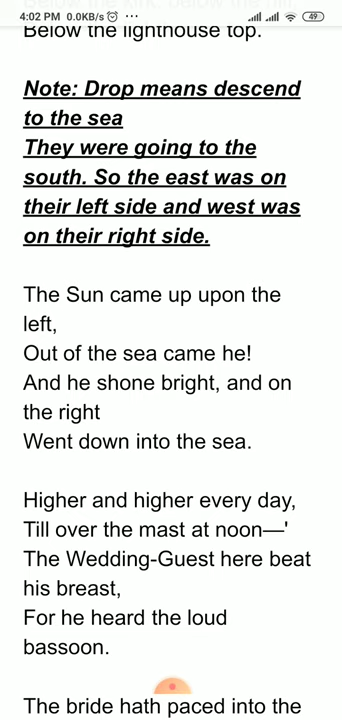 4:02 PM 0.0KB/s ... 49
Below the lighthouse top.
Note: Drop means descend
to the sea
They were going to the
south. So the east was on
their left side and west was
on their right side.
The Sun came up upon the
left,
Out of the sea came he!
And he shone bright, and on
the right
Went down into the sea.
Higher and higher every day,
Till over the mast at noon—'
The Wedding-Guest here beat
his breast,
For he heard the loud
bassoon.
The bride hath paced into the